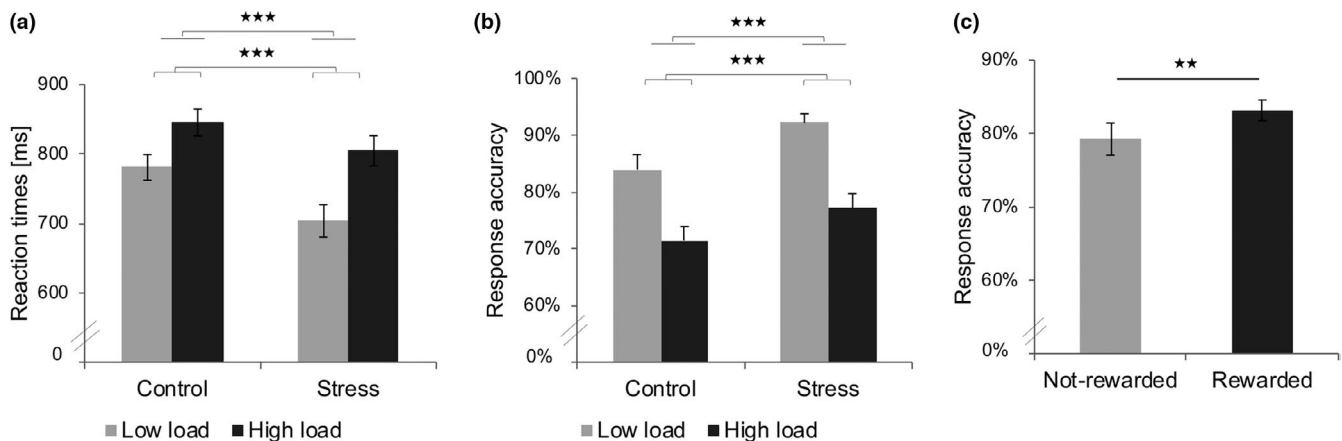 (a)
★★★
★★★
Reaction times [ms]
900
800
700
600
0
Control Stress
Low load High load
(b)
★★★
★★★
Response accuracy
100%
90%
80%
70%
60%
0%
Control Stress
Low load High load
(c)
★★
Response accuracy
90%
80%
70%
0%
Not-rewarded Rewarded